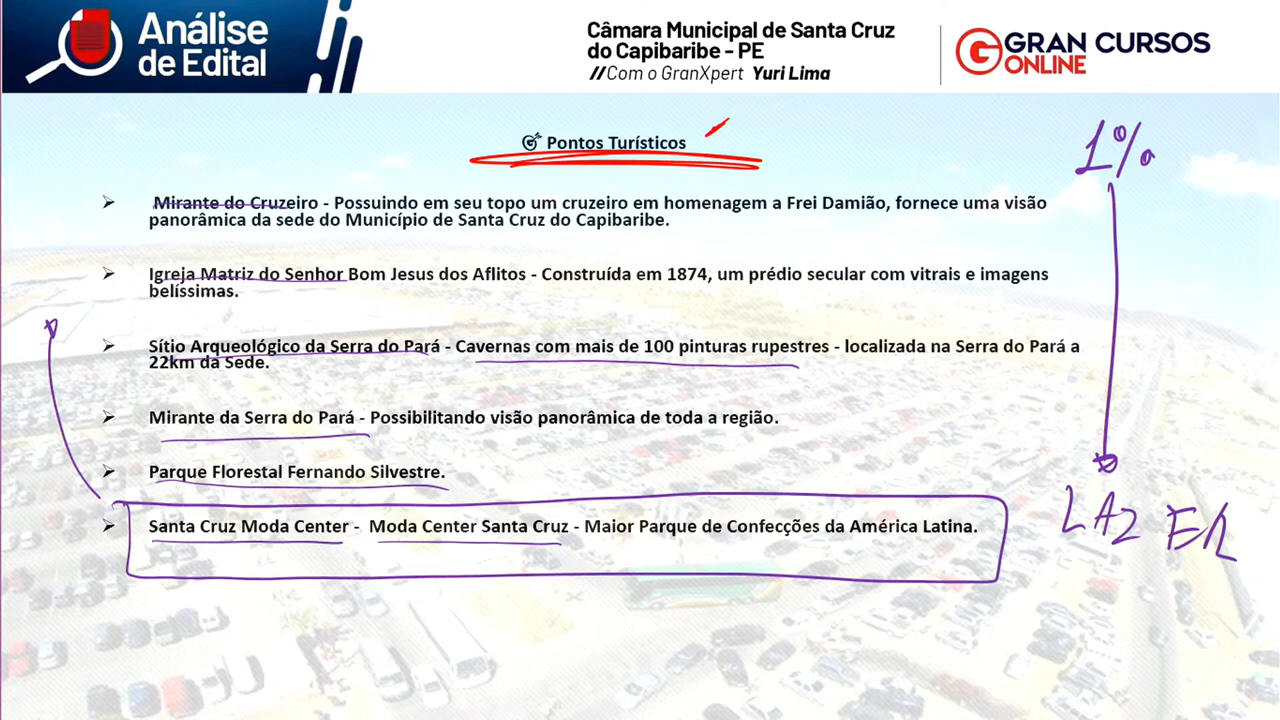 Análise
de Edital
Câmara Municipal de Santa Cruz
do Capibaribe - PE
//Com o GranXpert Yuri Lima
GRAN CURSOS
ONLINE
Pontos Turísticos
1%
Mirante do Cruzeiro - Possuindo em seu topo um cruzeiro em homenagem a Frei Damião, fornece uma visão
panorâmica da sede do Município de Santa Cruz do Capibaribe.
Igreja Matriz do Senhor Bom Jesus dos Aflitos - Construída em 1874, um prédio secular com vitrais e imagens
belíssimas.
Sítio Arqueológico da Serra do Pará - Cavernas com mais de 100 pinturas rupestres - localizada na Serra do Pará a
22km da Sede.
Mirante da Serra do Pará - Possibilitando visão panorâmica de toda a região.
Parque Florestal Fernando Silvestre.
Santa Cruz Moda Center - Moda Center Santa Cruz - Maior Parque de Confecções da América Latina.
LAZER